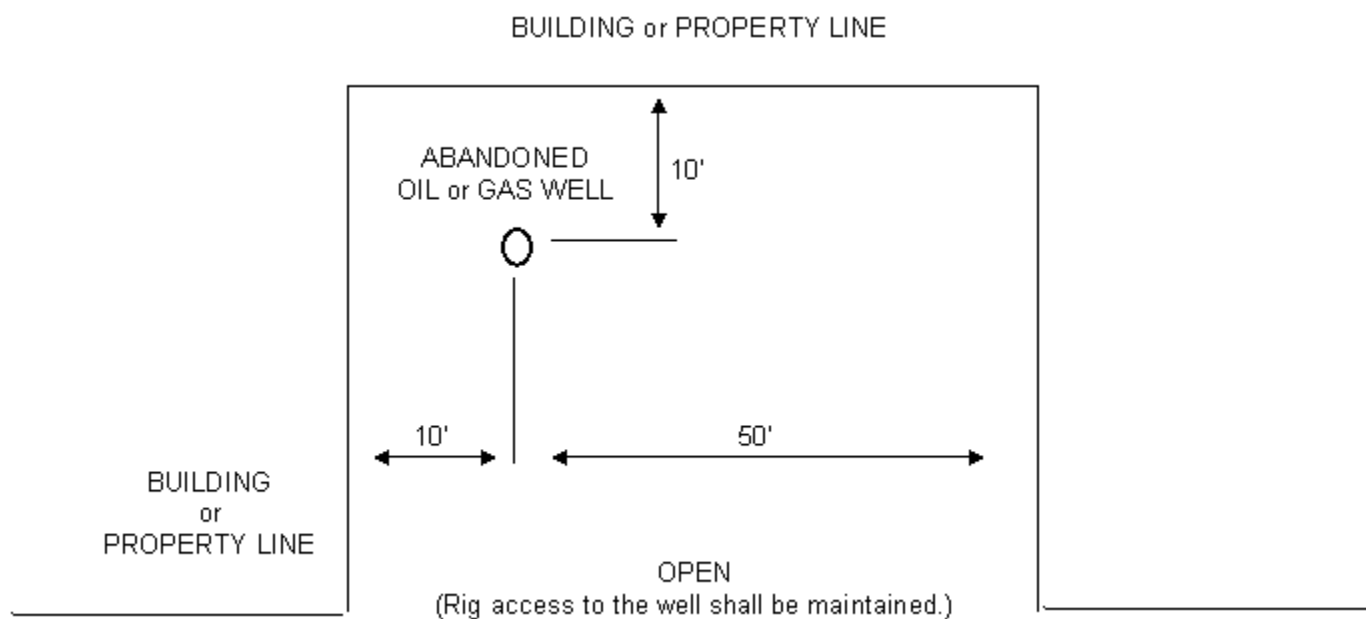 BUILDING or PROPERTY LINE
ABANDONED
OIL or GAS WELL
10'
10'
50'
BUILDING
or
PROPERTY LINE
OPEN
(Rig access to the well shall be maintained.)